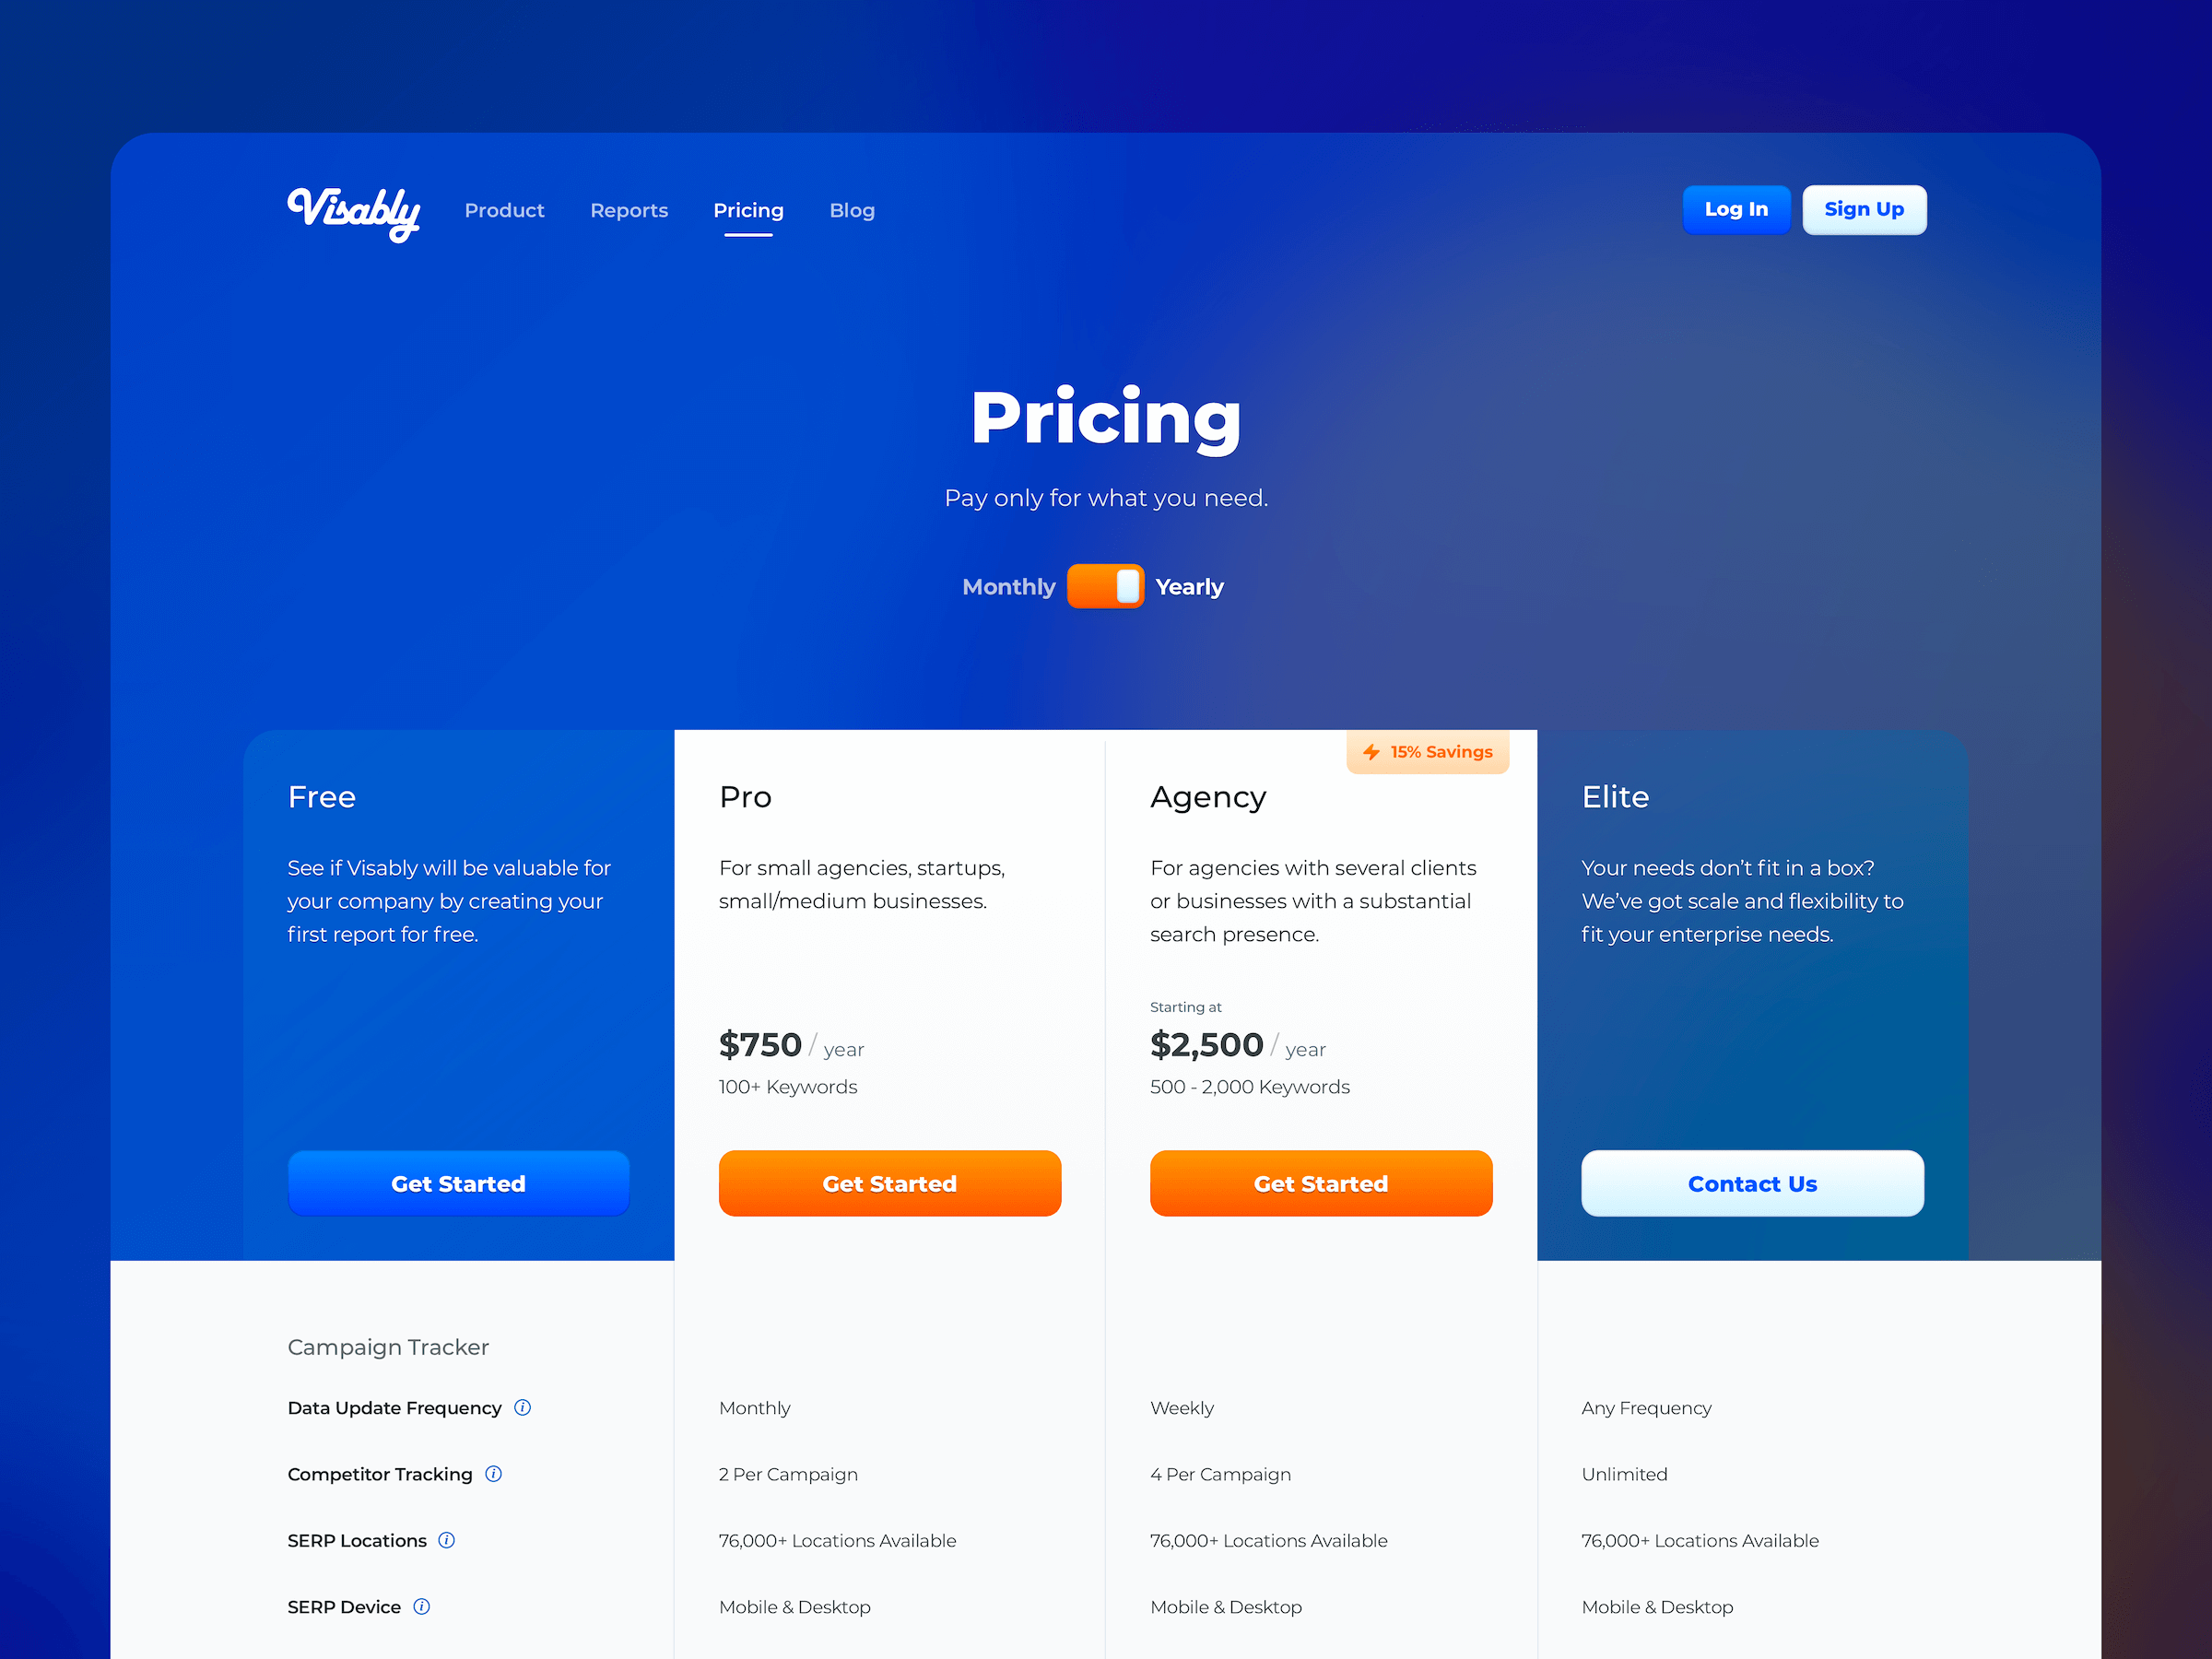 Visably
Product
Reports
Pricing
Blog
Log In
Sign Up
Pricing
Pay only for what you need.
Monthly
Yearly
Free
See if Visably will be valuable for
your company by creating your
first report for free.
Get Started
Pro
For small agencies, startups,
small/medium businesses.
$750 / year
100+ Keywords
Get Started
15% Savings
Agency
For agencies with several clients
or businesses with a substantial
search presence.
Starting at
$2,500 / year
500 - 2,000 Keywords
Get Started
Elite
Your needs don’t fit in a box?
We’ve got scale and flexibility to
fit your enterprise needs.
Contact Us
Campaign Tracker
Data Update Frequency
Monthly
Weekly
Any Frequency
Competitor Tracking
2 Per Campaign
4 Per Campaign
Unlimited
SERP Locations
76,000+ Locations Available
76,000+ Locations Available
76,000+ Locations Available
SERP Device
Mobile & Desktop
Mobile & Desktop
Mobile & Desktop